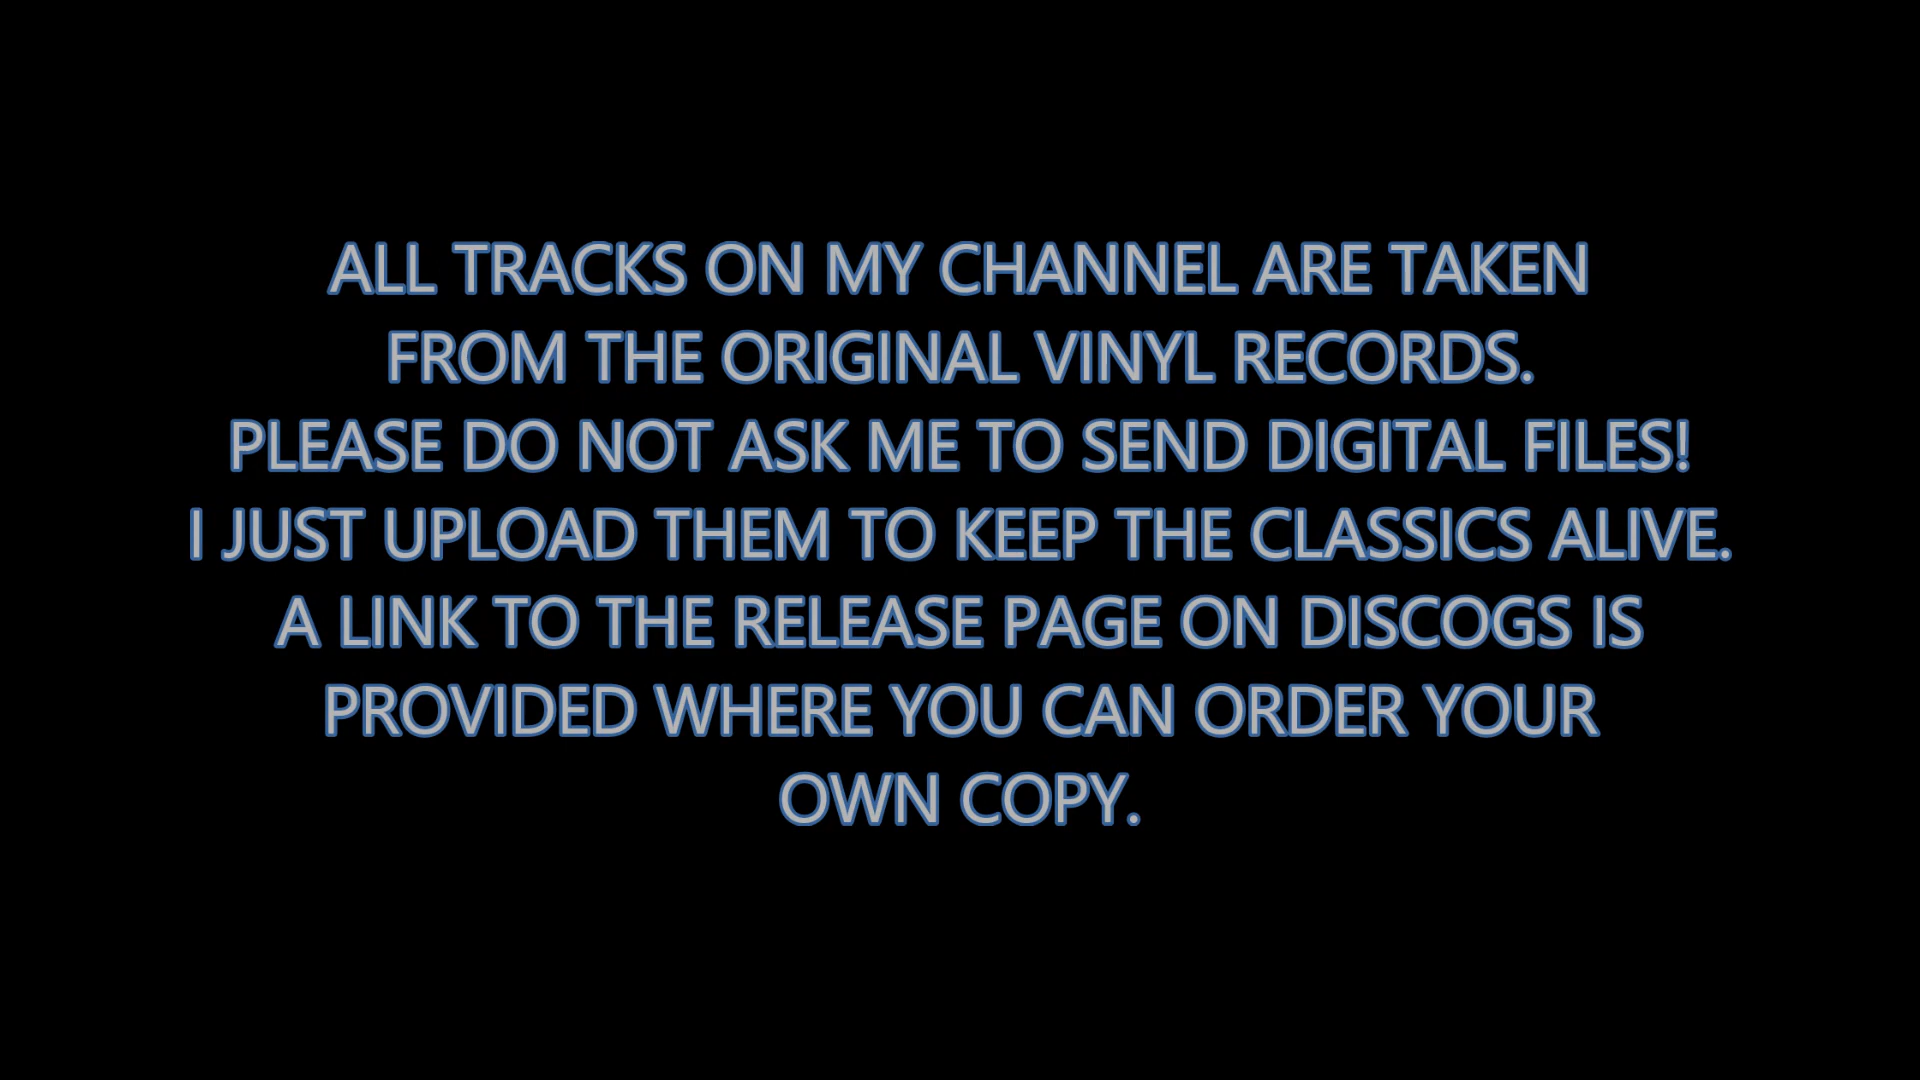 ALL TRACKS ON MY CHANNEL ARE TAKEN
FROM THE ORIGINAL VINYL RECORDS.
PLEASE DO NOT ASK ME TO SEND DIGITAL FILES!
I JUST UPLOAD THEM TO KEEP THE CLASSICS ALIVE.
A LINK TO THE RELEASE PAGE ON DISCOGS IS
PROVIDED WHERE YOU CAN ORDER YOUR
OWN COPY.